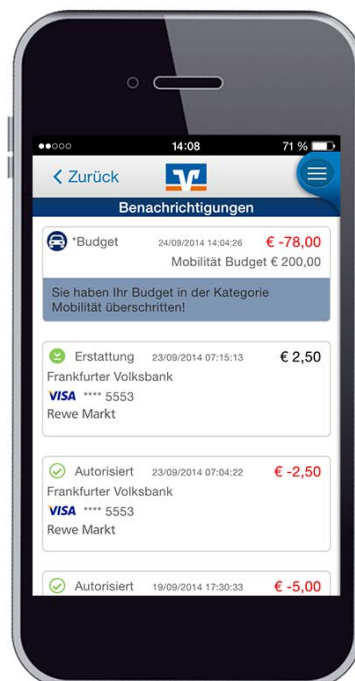 14:08
71 %
Zurück
Benachrichtigungen
*Budget 24/09/2014 14:04:26 € -78,00
Mobilität Budget € 200,00
Sie haben Ihr Budget in der Kategorie
Mobilität überschritten!
Erstattung 23/09/2014 07:15:13 € 2,50
Frankfurter Volksbank
VISA **** 5553
Rewe Markt
Autorisiert 23/09/2014 07:04:22 € -2,50
Frankfurter Volksbank
VISA **** 5553
Rewe Markt
Autorisiert 19/09/2014 17:30:33 € -5,00